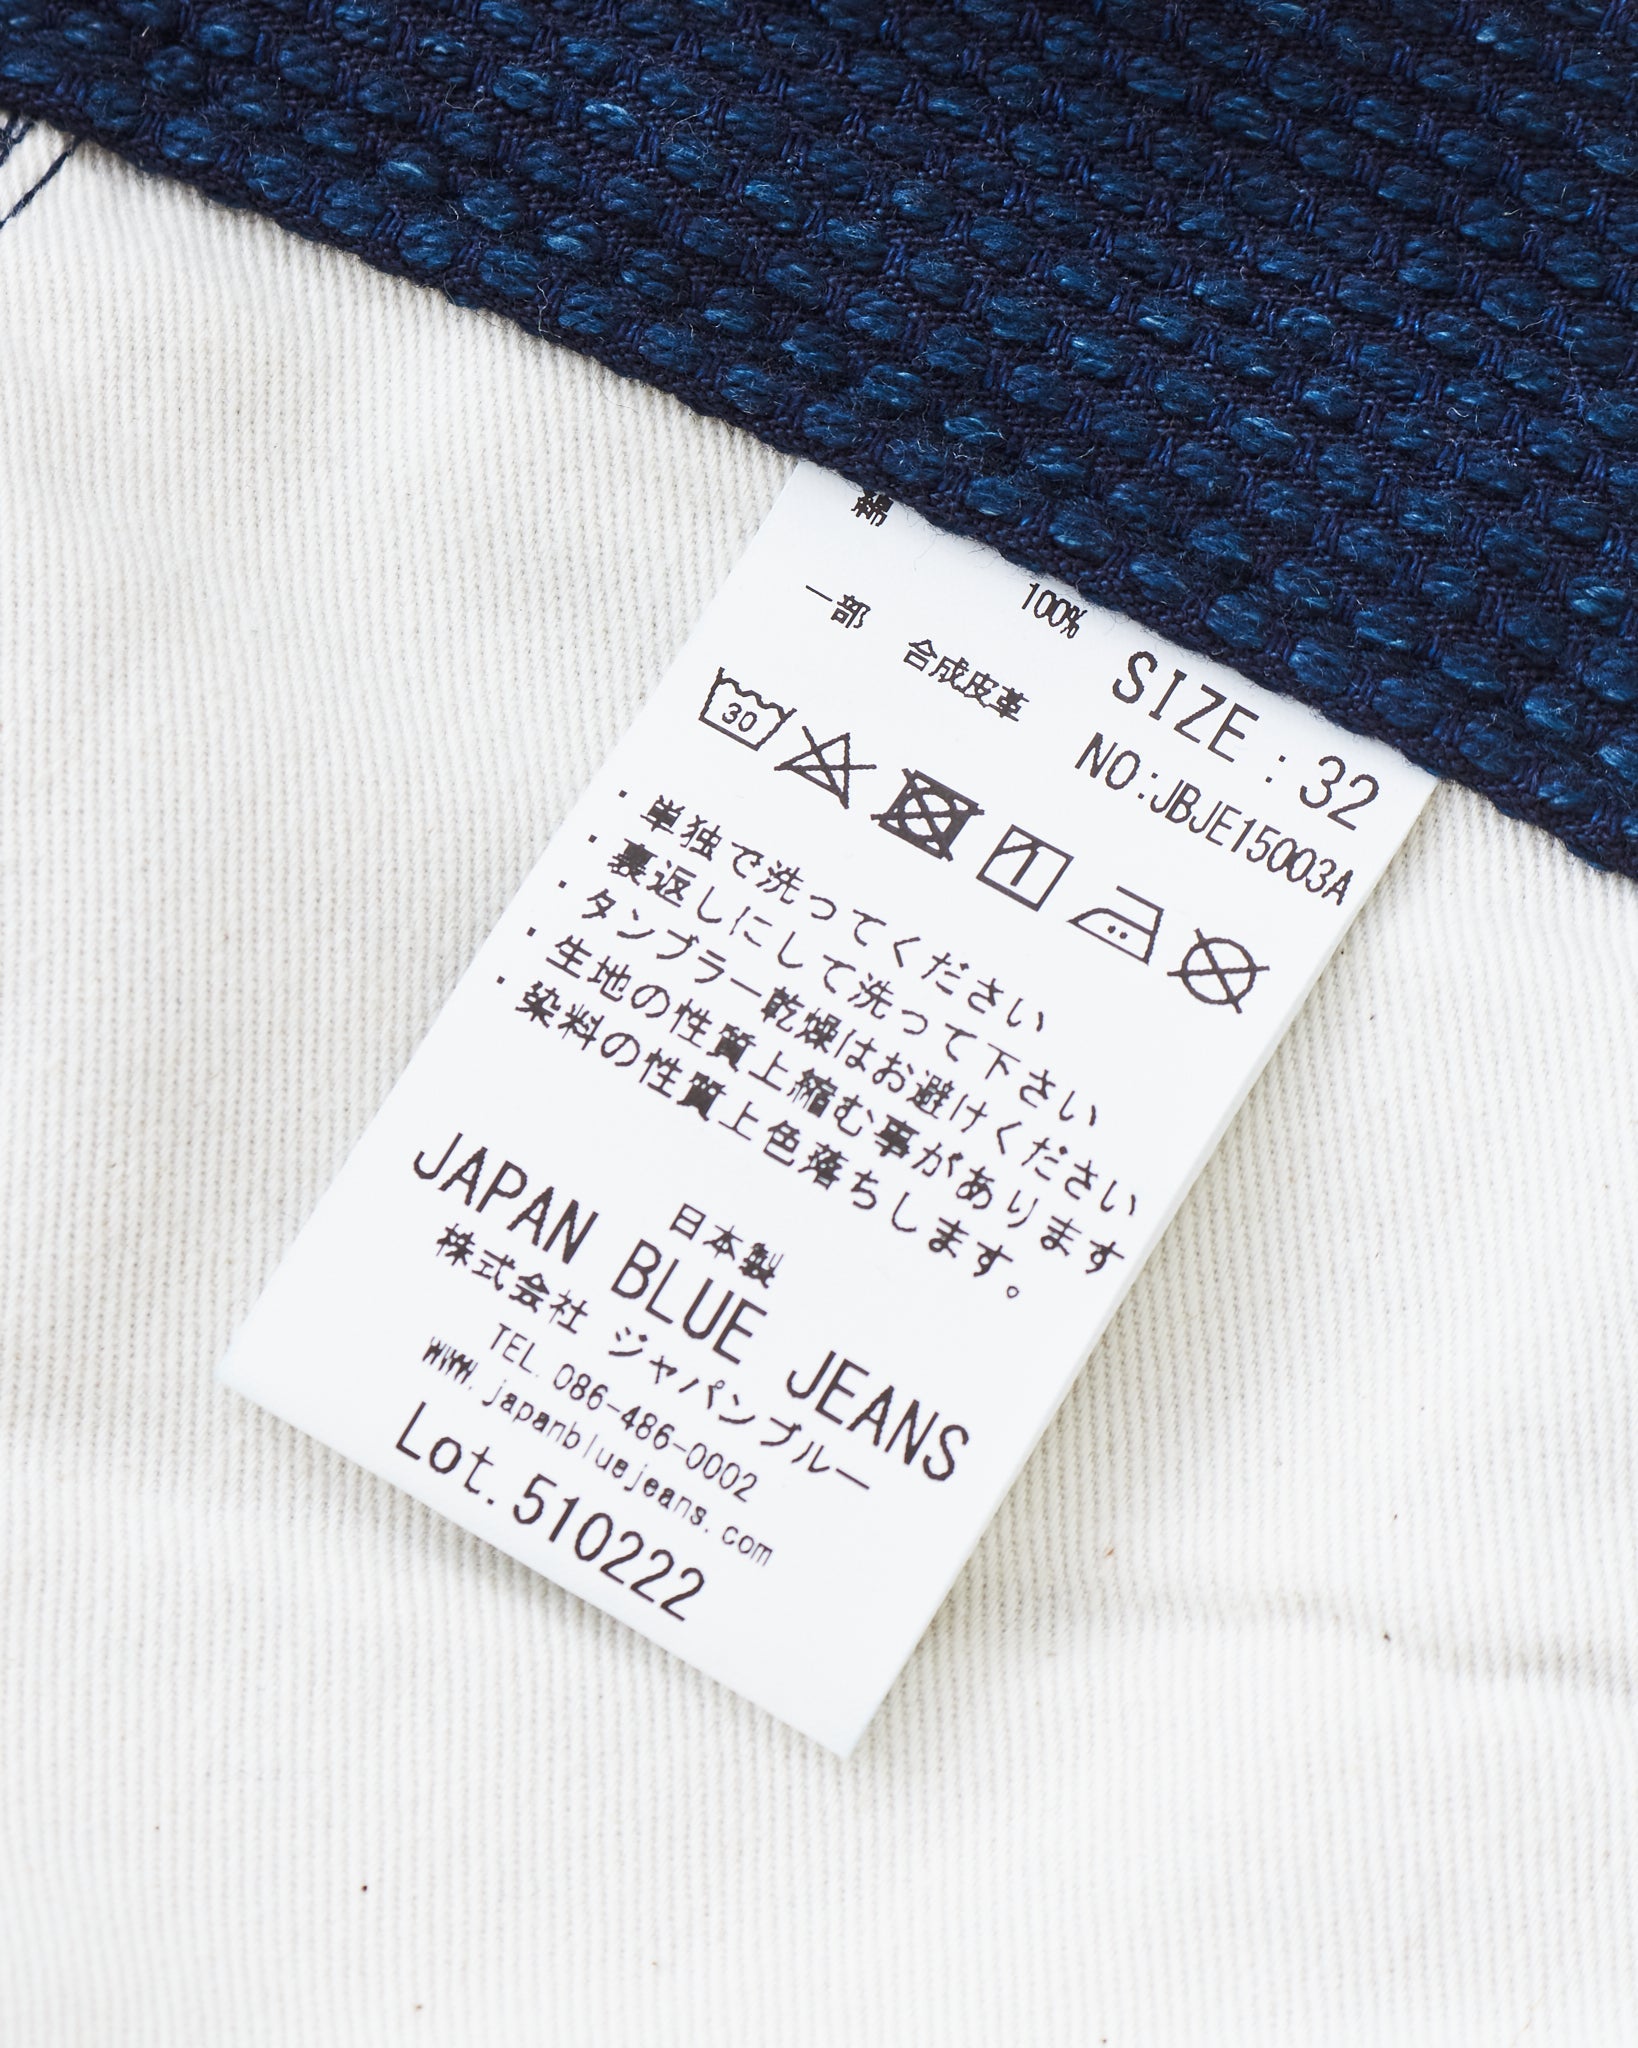 綿 100%
一部 合成皮革
SIZE : 32
NO:JBJE15003A
30
・単独で洗ってください
・裏返しにして洗って下さい
・タンブラー乾燥はお避けください
・生地の性質上縮む事があります
・染料の性質上色落ちします。
日本製
JAPAN BLUE JEANS
株式会社 ジャパンブルー
TEL. 086-486-0002
www.japanbluejeans.com
Lot. 510222